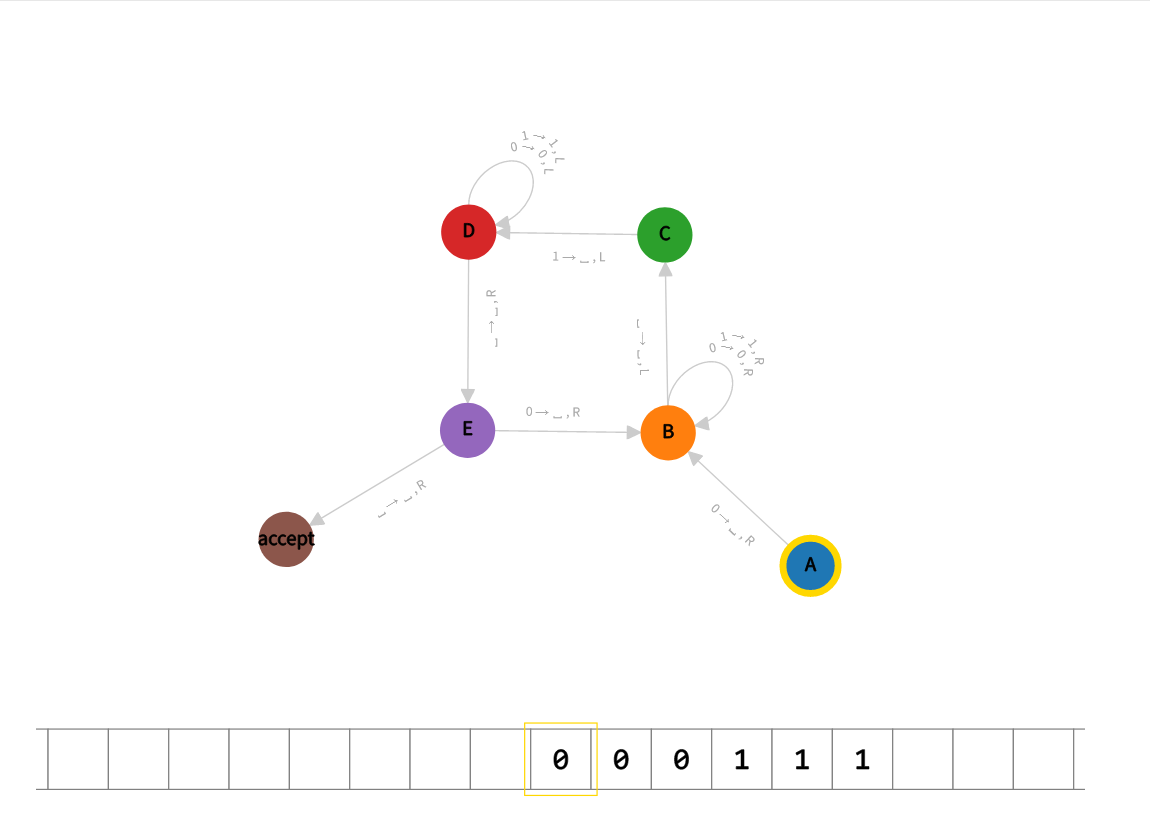 1→1,L
0→0,L
D
C
1→␣,L
␣→␣,R
␣→␣,L
1→1,R
0→0,R
E
0→␣,R
B
␣→␣,R
0→␣,R
accept
A
0 0 0 1 1 1